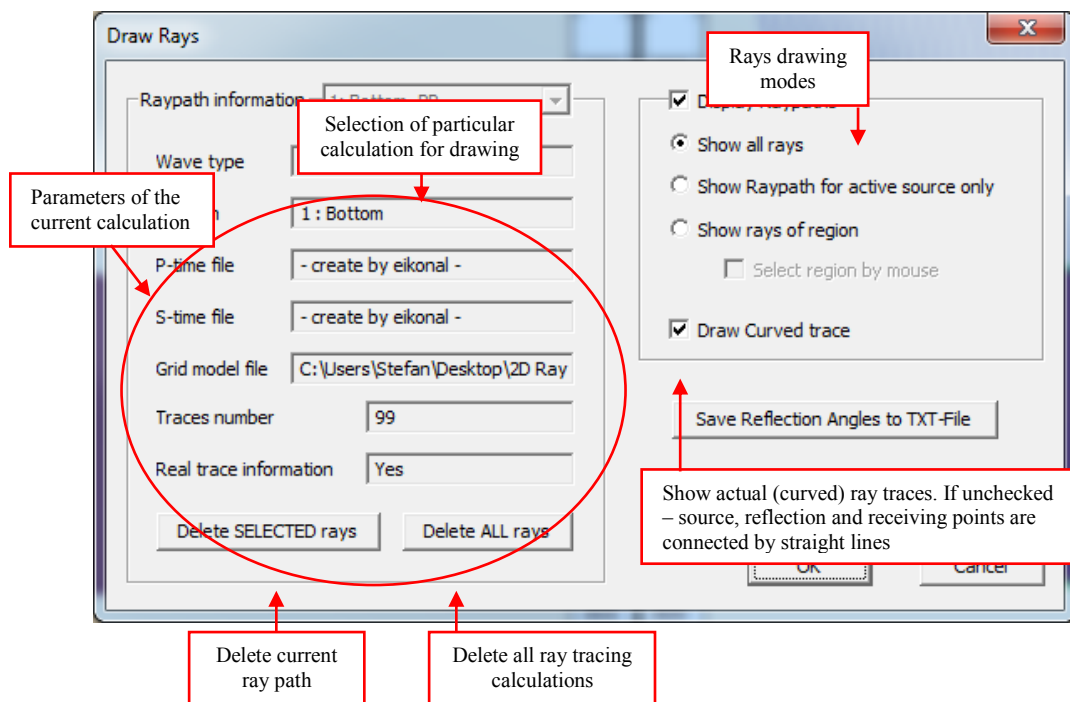 Draw Rays
Rays drawing
modes
Raypath information
Selection of particular
calculation for drawing
Show all rays
Wave type
Show Raypath for active source only
Parameters of the
current calculation
1 : Bottom
Show rays of region
P-time file
- create by eikonal -
Select region by mouse
S-time file
- create by eikonal -
Draw Curved trace
Grid model file
C:\Users\Stefan\Desktop\2D Ray
Traces number
99
Save Reflection Angles to TXT-File
Real trace information
Yes
Show actual (curved) ray traces. If unchecked
– source, reflection and receiving points are
connected by straight lines
Delete SELECTED rays
Delete ALL rays
OK
Cancel
Delete current
ray path
Delete all ray tracing
calculations